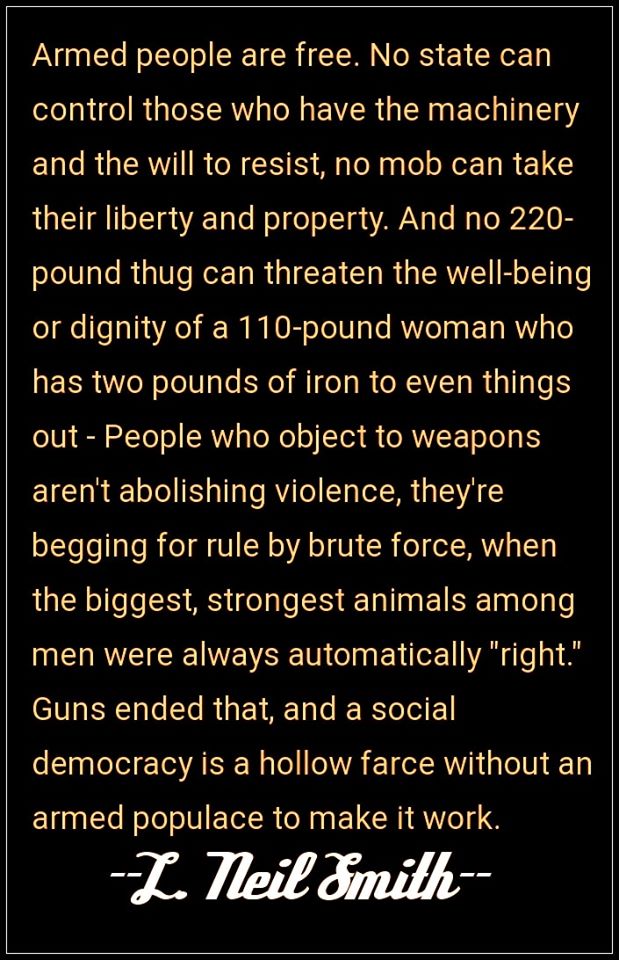 Armed people are free. No state can
control those who have the machinery
and the will to resist, no mob can take
their liberty and property. And no 220-
pound thug can threaten the well-being
or dignity of a 110-pound woman who
has two pounds of iron to even things
out - People who object to weapons
aren't abolishing violence, they're
begging for rule by brute force, when
the biggest, strongest animals among
men were always automatically "right."
Guns ended that, and a social
democracy is a hollow farce without an
armed populace to make it work.
--L. Neil Smith--